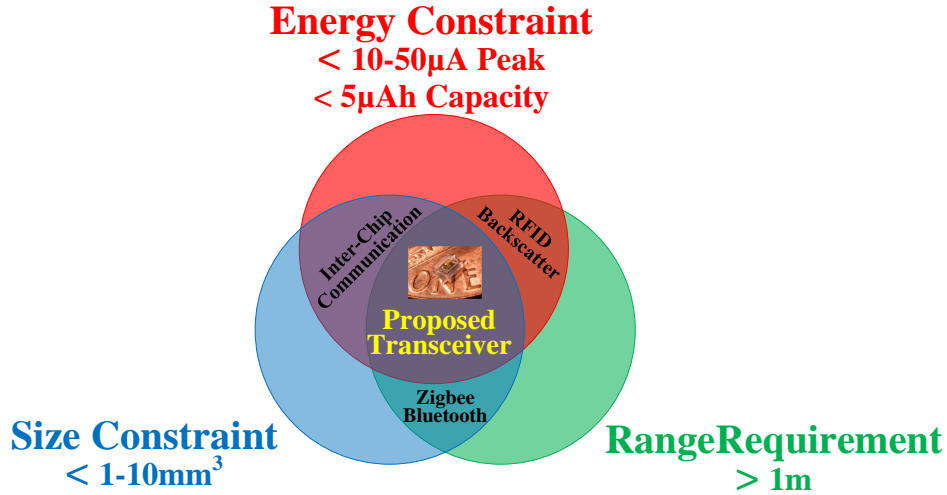 Energy Constraint
< 10-50µA Peak
< 5µAh Capacity
Inter-Chip
Communication
RFID
Backscatter
ONE
Proposed
Transceiver
Zigbee
Bluetooth
Size Constraint
< 1-10mm³
RangeRequirement
> 1m